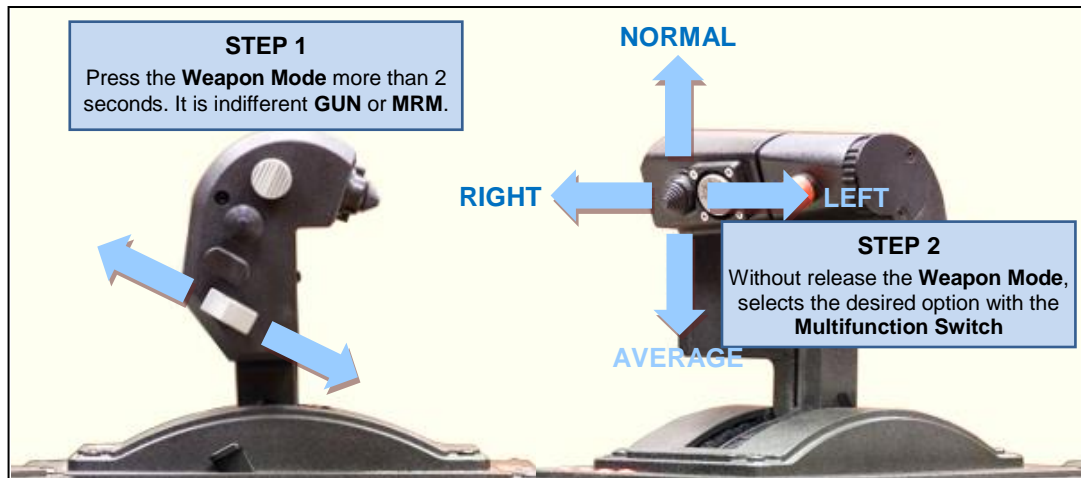 STEP 1
Press the Weapon Mode more than 2
seconds. It is indifferent GUN or MRM.
NORMAL
RIGHT
LEFT
STEP 2
Without release the Weapon Mode,
selects the desired option with the
Multifunction Switch
AVERAGE